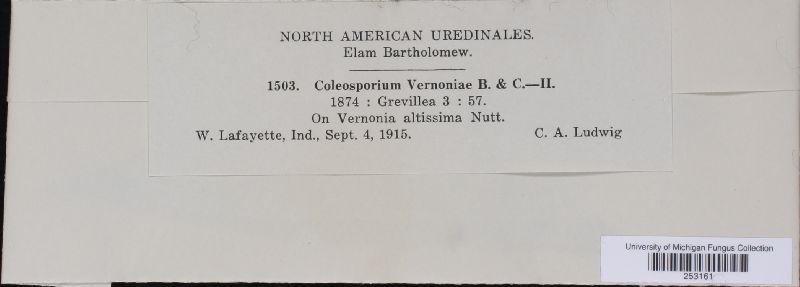 NORTH AMERICAN UREDINALES.
Elam Bartholomew.
1503. Coleosporium Vernoniae B. & C.—II.
1874 : Grevillea 3 : 57.
On Vernonia altissima Nutt.
W. Lafayette, Ind., Sept. 4, 1915. C. A. Ludwig
University of Michigan Fungus Collection
253161